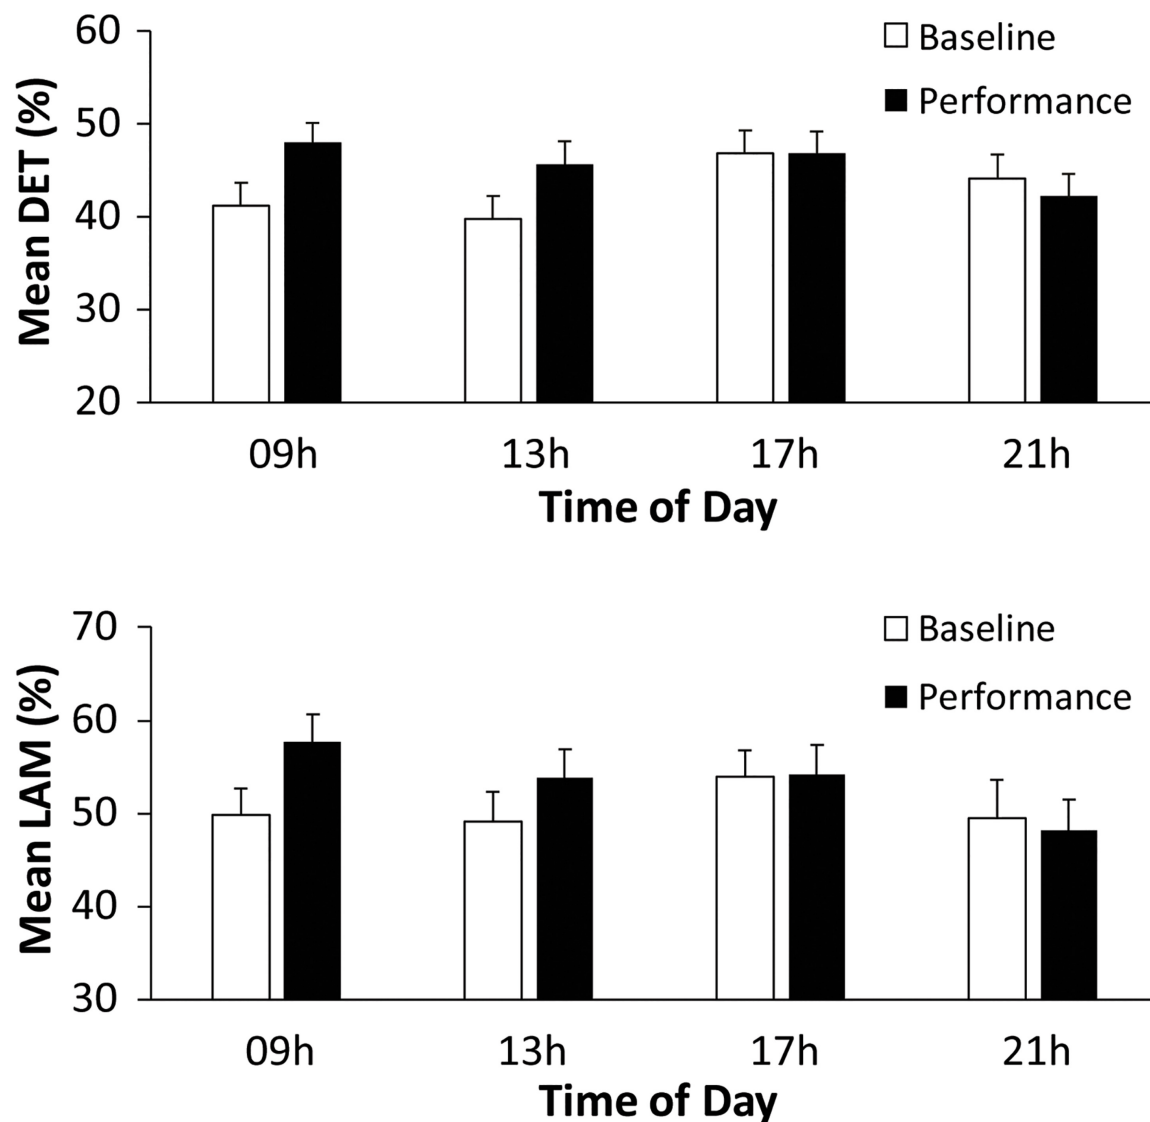 Baseline
Performance
Mean DET (%)
60
50
40
30
20
09h 13h 17h 21h
Time of Day
Baseline
Performance
Mean LAM (%)
70
60
50
40
30
09h 13h 17h 21h
Time of Day